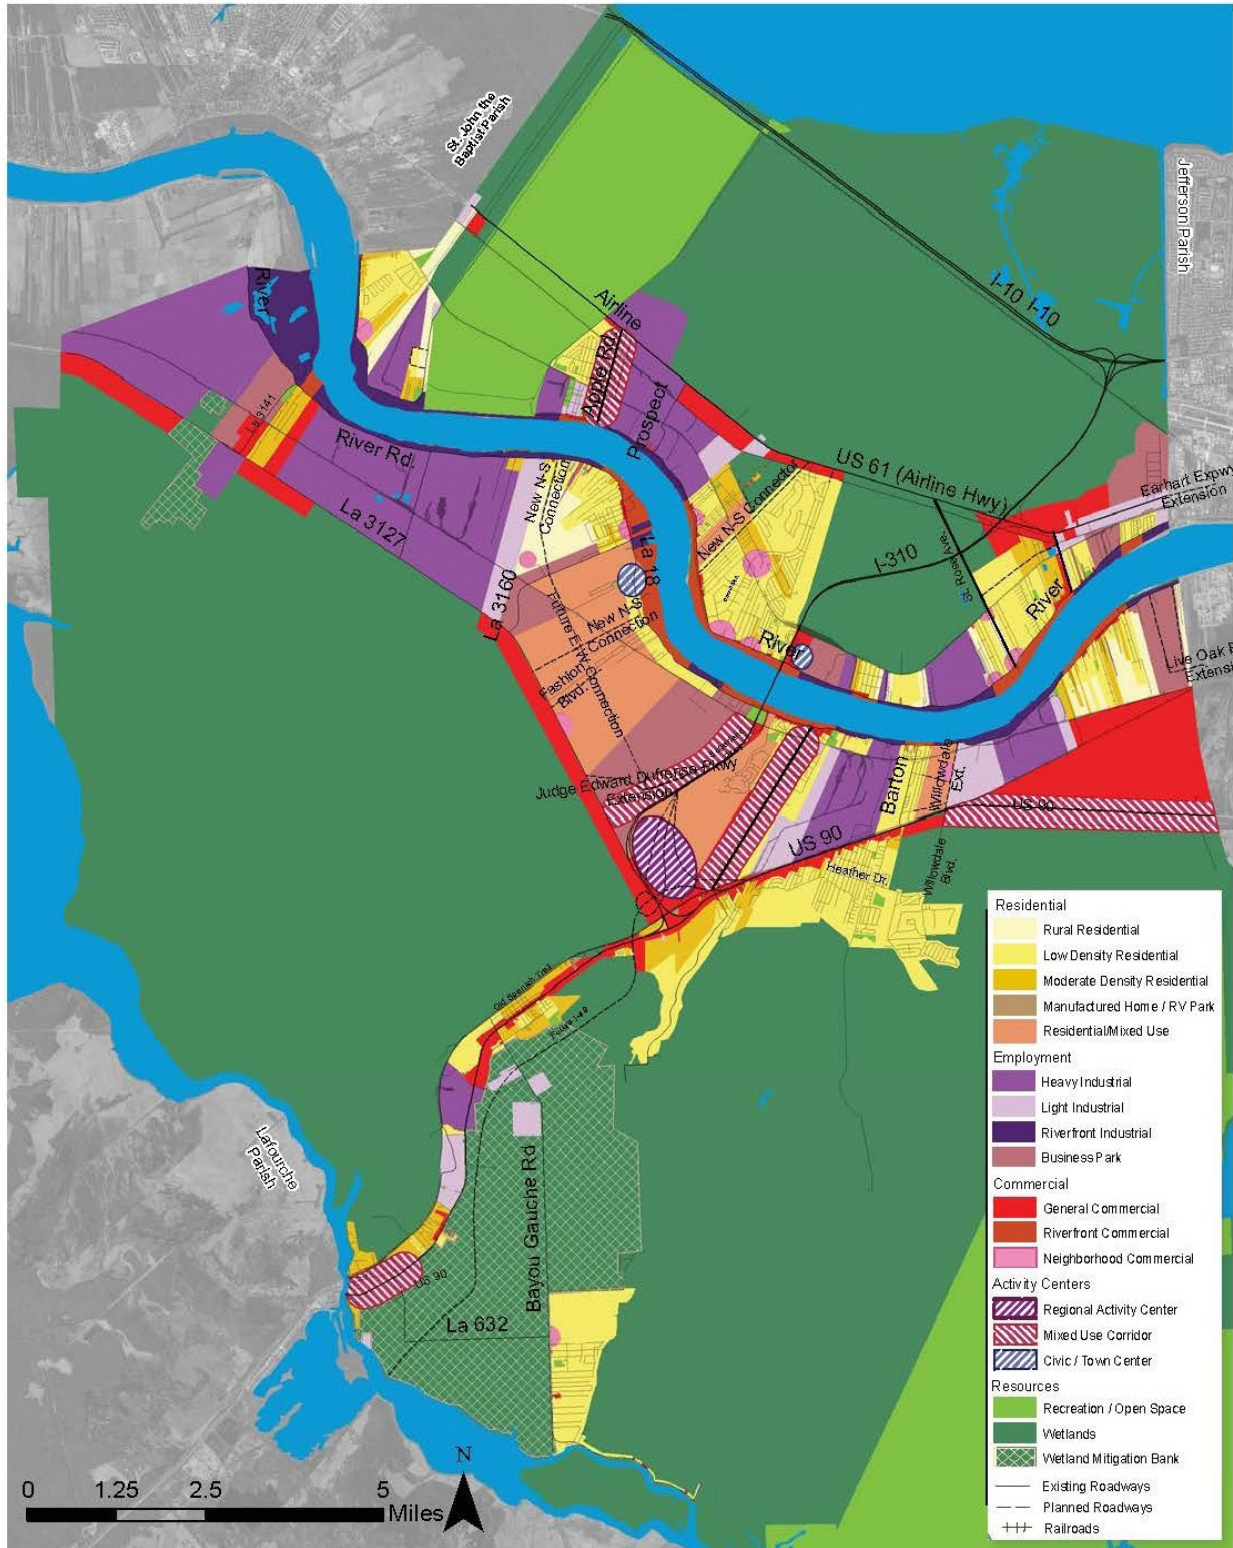 St. John the
Baptist Parish
Jefferson Parish
I-10 I-10
River
Airline
Apple Rd.
Prospect
La 3141
River Rd.
La 3127
New N-S
Connection
US 61 (Airline Hwy)
Earhart Expwy
Extension
New N-S Connector
La 18
I-310
St. Rose Ave.
La 3160
River
River
New N-S
Connection
Future E-W Connection
Fashion
Blvd.
Live Oak
Extensi
Judge Edward Dufresne Pkwy
Extension
Barton
Willowdale
Ext.
US 90
US 90
Heather Dr.
Willowdale
Blvd.
Old Spanish Trail
Future I-49
Lafourche
Parish
Bayou Gauche Rd
US 90
La 632
N
0 1.25 2.5 5
Miles
Residential
Rural Residential
Low Density Residential
Moderate Density Residential
Manufactured Home / RV Park
Residential/Mixed Use
Employment
Heavy Industrial
Light Industrial
Riverfront Industrial
Business Park
Commercial
General Commercial
Riverfront Commercial
Neighborhood Commercial
Activity Centers
Regional Activity Center
Mixed Use Corridor
Civic / Town Center
Resources
Recreation / Open Space
Wetlands
Wetland Mitigation Bank
Existing Roadways
Planned Roadways
Railroads